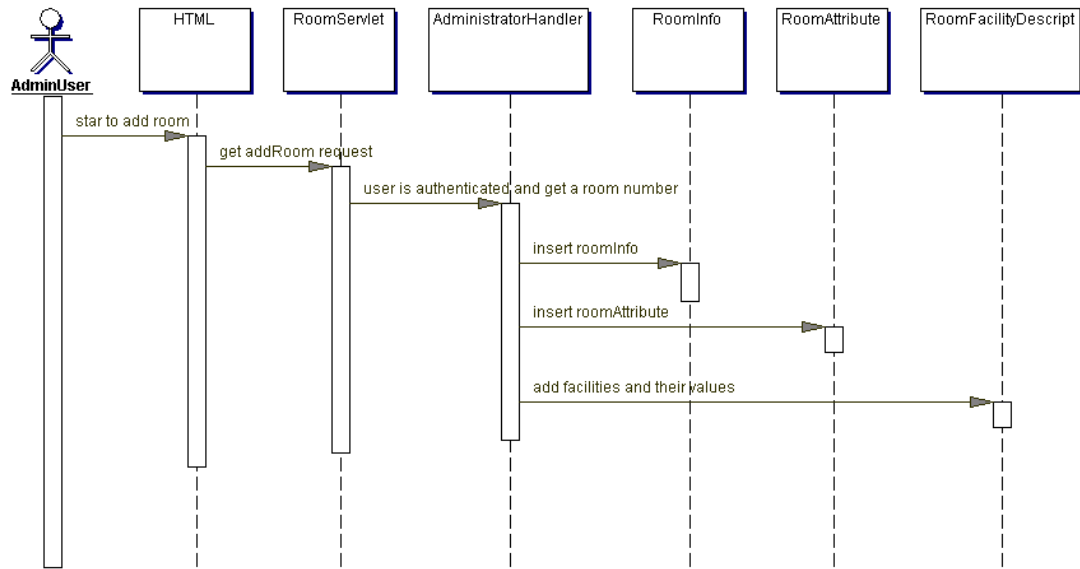 HTML
RoomServlet
AdministratorHandler
RoomInfo
RoomAttribute
RoomFacilityDescript
AdminUser
star to add room
get addRoom request
user is authenticated and get a room number
insert roomInfo
insert roomAttribute
add facilities and their values